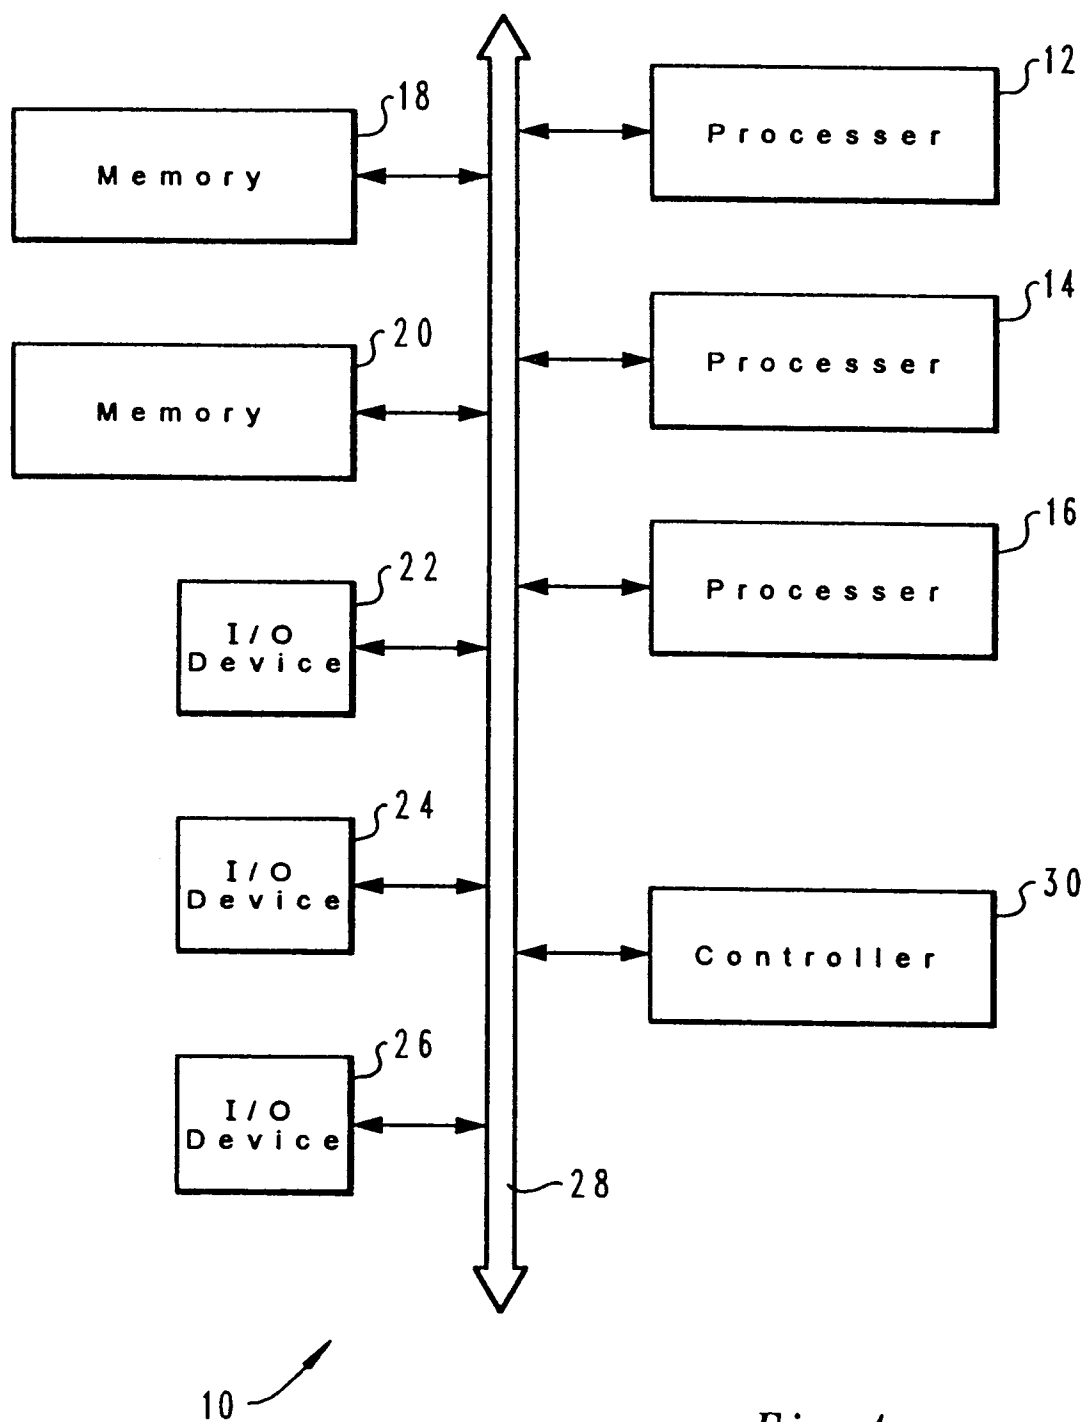 18
Memory
12
Processer
20
Memory
14
Processer
22
I/O
Device
16
Processer
24
I/O
Device
30
Controller
26
I/O
Device
28
10